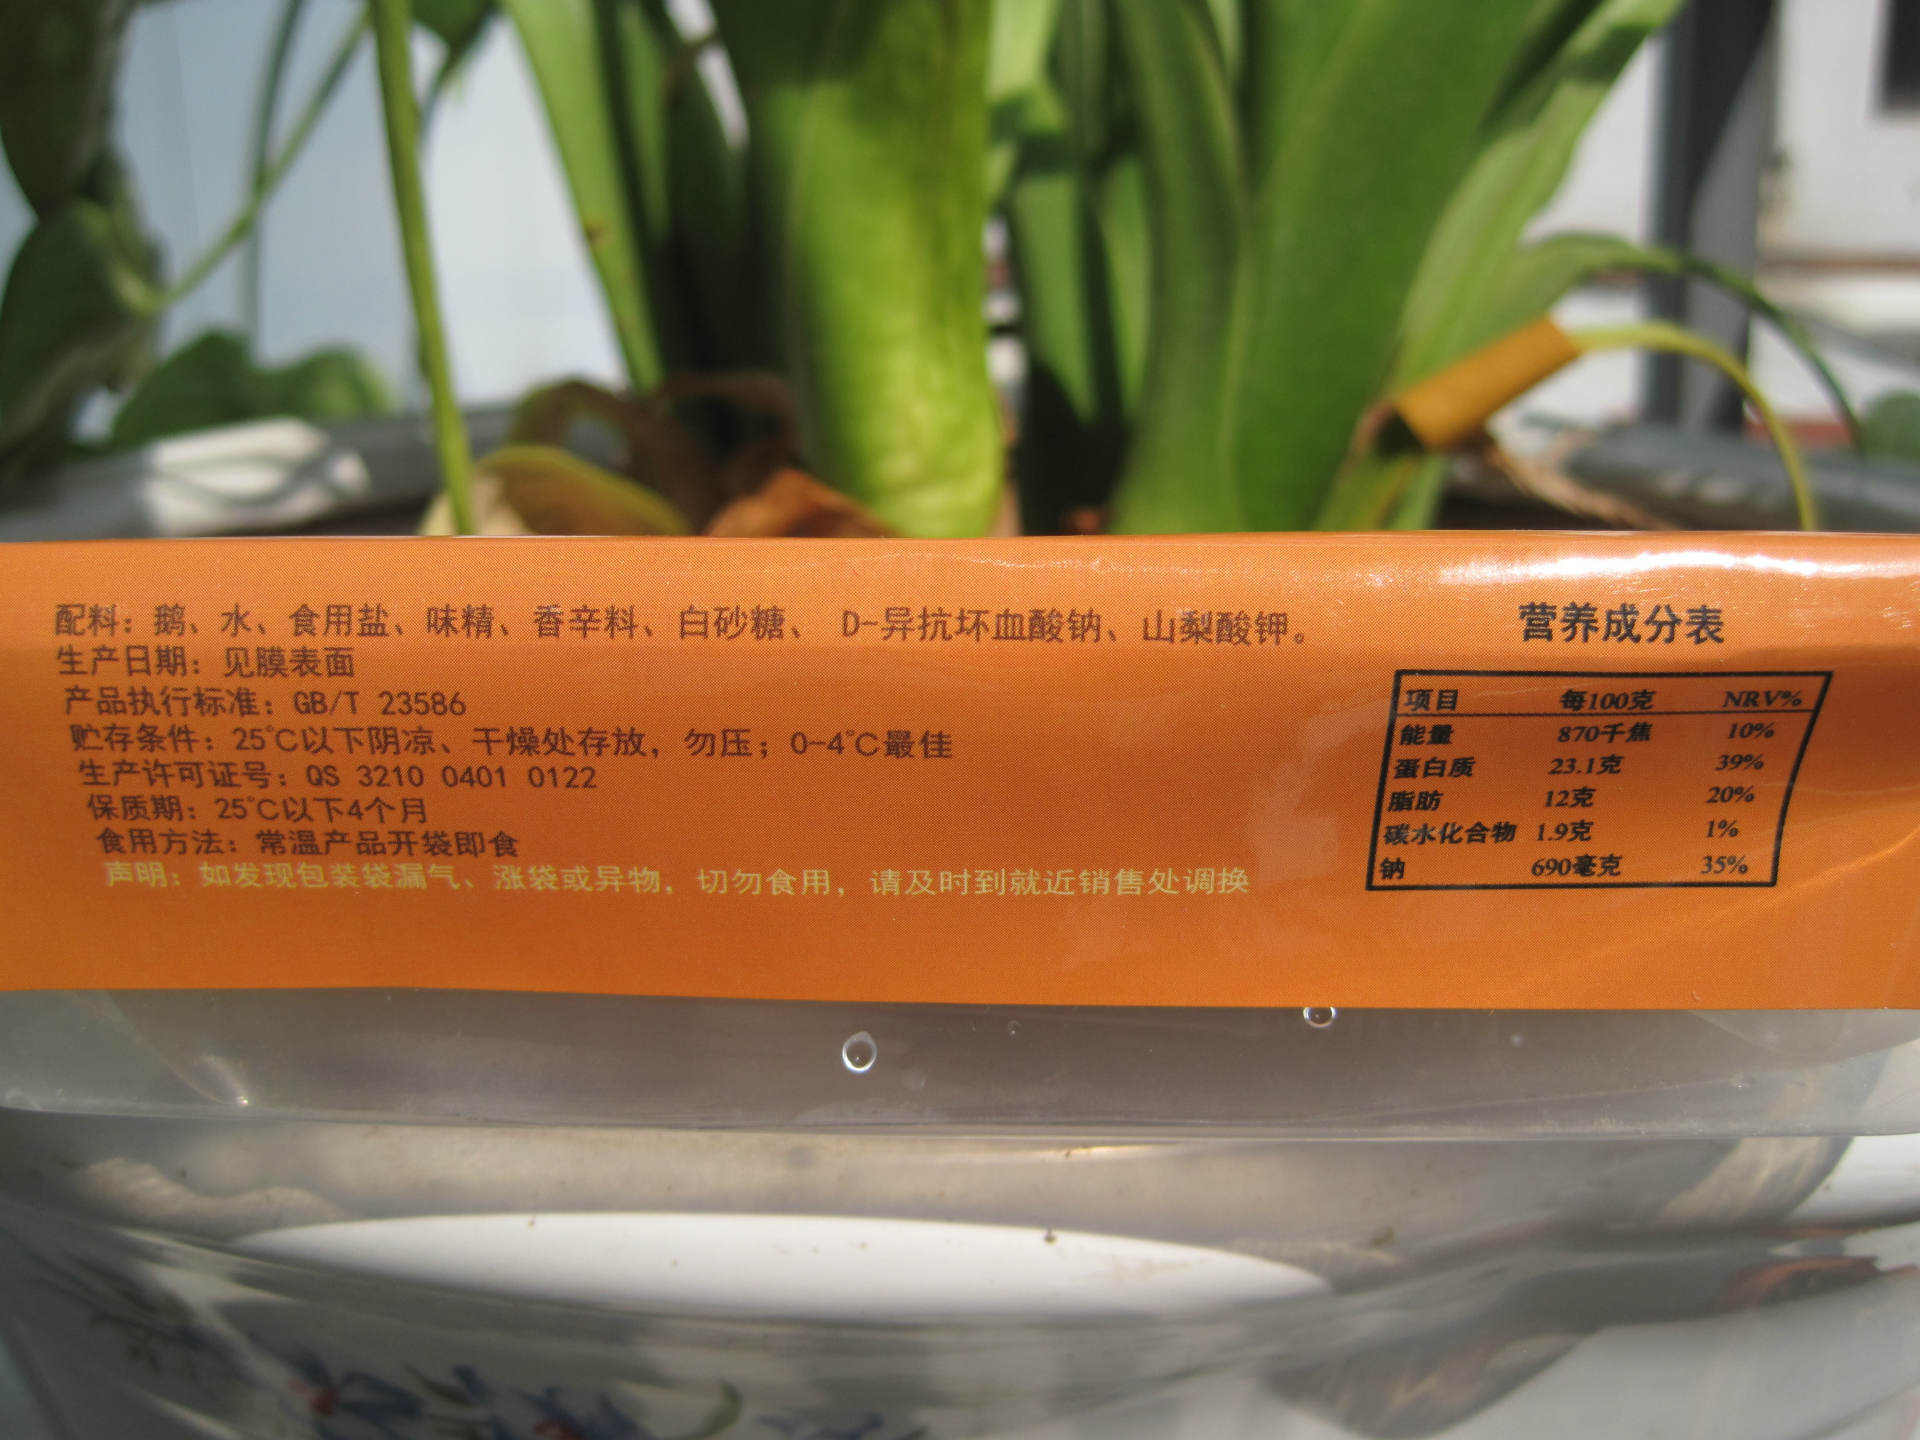 配料：鹅、水、食用盐、味精、香辛料、白砂糖、D-异抗坏血酸钠、山梨酸钾。
生产日期：见膜表面
产品执行标准：GB/T 23586
贮存条件：25℃以下阴凉、干燥处存放，勿压；0-4℃最佳
生产许可证号：QS 3210 0401 0122
保质期：25℃以下4个月
食用方法：常温产品开袋即食
声明：如发现包装袋漏气、涨袋或异物，切勿食用，请及时到就近销售处调换
营养成分表
项目 每100克 NRV%
能量 870千焦 10%
蛋白质 23.1克 39%
脂肪 12克 20%
碳水化合物 1.9克 1%
钠 690毫克 35%